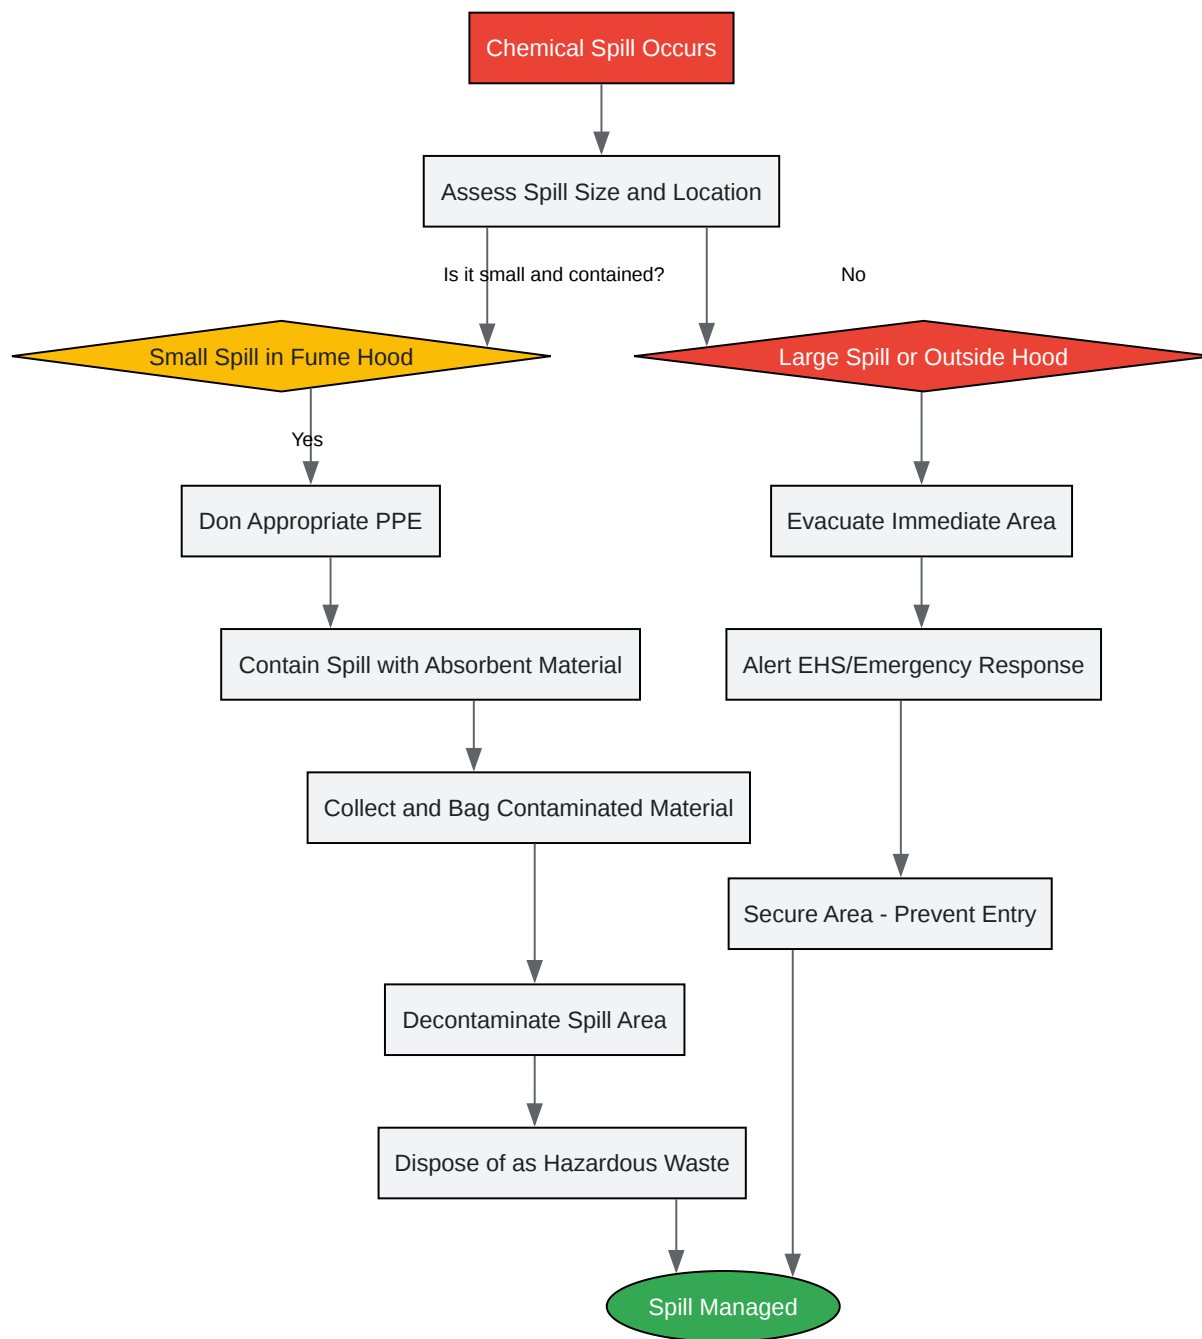 Chemical Spill Occurs
Assess Spill Size and Location
Is it small and contained?
No
Small Spill in Fume Hood
Large Spill or Outside Hood
Yes
Don Appropriate PPE
Evacuate Immediate Area
Contain Spill with Absorbent Material
Alert EHS/Emergency Response
Collect and Bag Contaminated Material
Secure Area - Prevent Entry
Decontaminate Spill Area
Dispose of as Hazardous Waste
Spill Managed